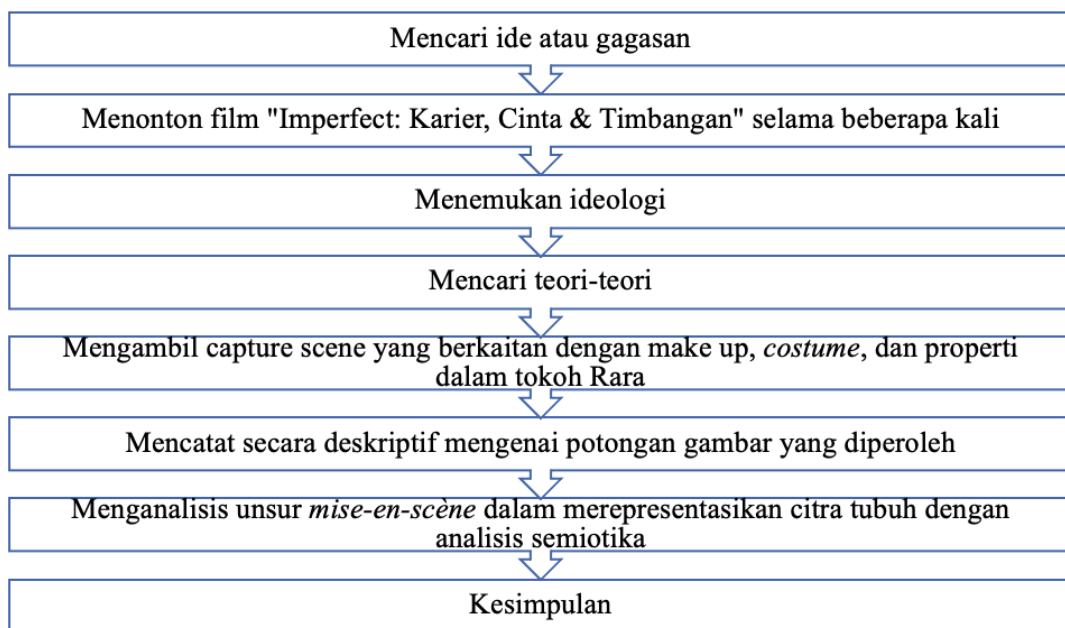 Mencari ide atau gagasan
Menonton film "Imperfect: Karier, Cinta & Timbangan" selama beberapa kali
Menemukan ideologi
Mencari teori-teori
Mengambil capture scene yang berkaitan dengan make up, costume, dan properti
dalam tokoh Rara
Mencatat secara deskriptif mengenai potongan gambar yang diperoleh
Menganalisis unsur mise-en-scène dalam merepresentasikan citra tubuh dengan
analisis semiotika
Kesimpulan